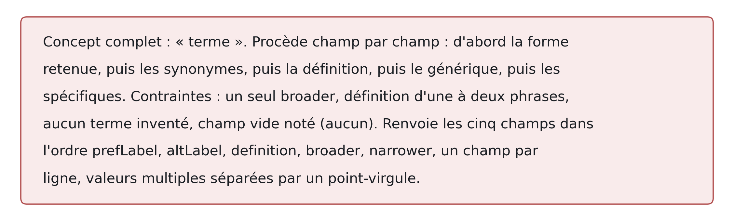 Concept complet : « terme ». Procède champ par champ : d'abord la forme
retenue, puis les synonymes, puis la définition, puis le générique, puis les
spécifiques. Contraintes : un seul broader, définition d'une à deux phrases,
aucun terme inventé, champ vide noté (aucun). Renvoie les cinq champs dans
l'ordre prefLabel, altLabel, definition, broader, narrower, un champ par
ligne, valeurs multiples séparées par un point-virgule.